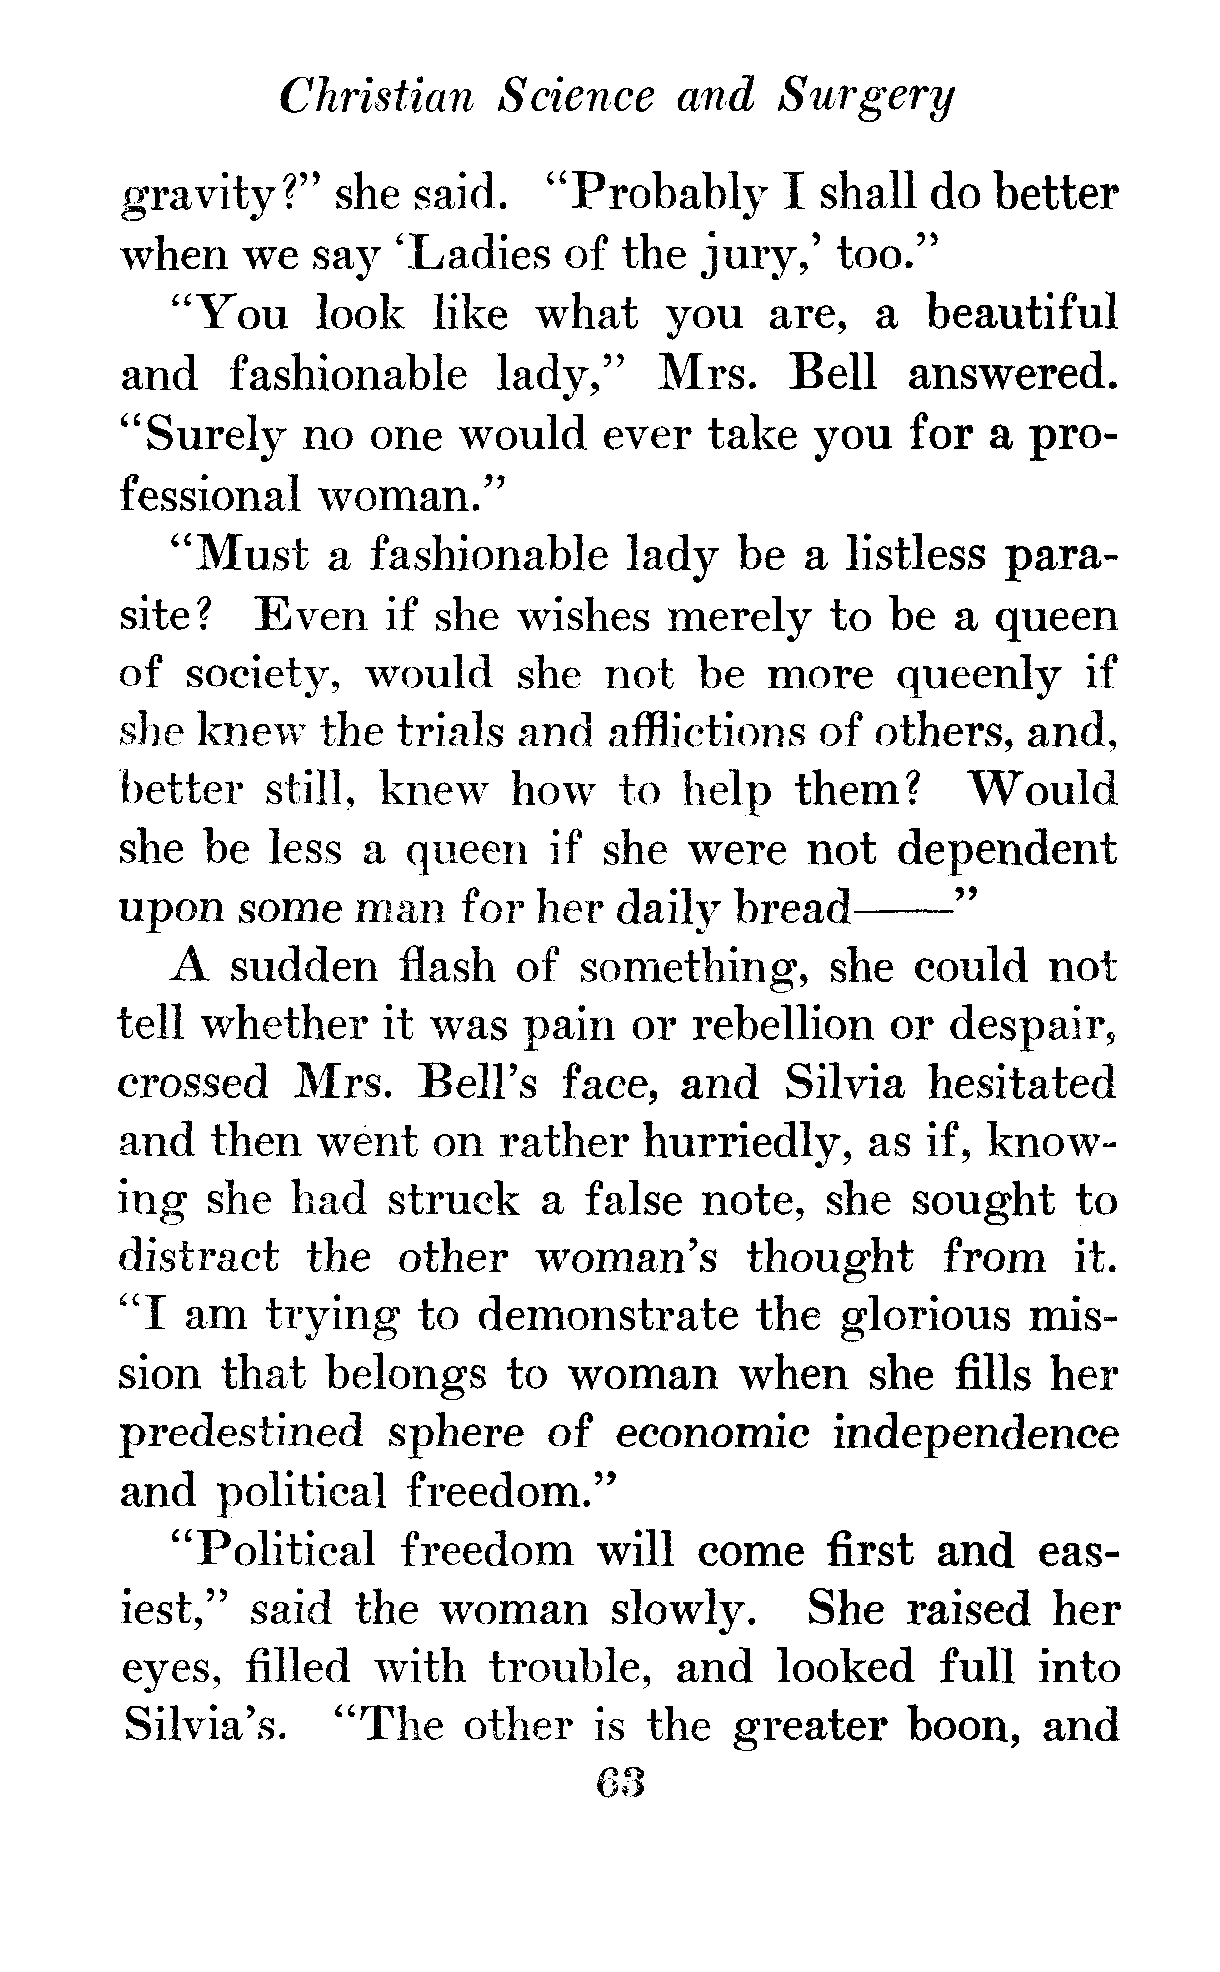 Christian Science and Surgery
gravity?" she said. "Probably I shall do better
when we say 'Ladies of the jury,' too."
"You look like what you are, a beautiful
and fashionable lady," Mrs. Bell answered.
"Surely no one would ever take you for a pro-
fessional woman."
"Must a fashionable lady be a listless para-
site? Even if she wishes merely to be a queen
of society, would she not be more queenly if
she knew the trials and afflictions of others, and,
better still, knew how to help them? Would
she be less a queen if she were not dependent
upon some man for her daily bread——"
A sudden flash of something, she could not
tell whether it was pain or rebellion or despair,
crossed Mrs. Bell's face, and Silvia hesitated
and then went on rather hurriedly, as if, know-
ing she had struck a false note, she sought to
distract the other woman's thought from it.
"I am trying to demonstrate the glorious mis-
sion that belongs to woman when she fills her
predestined sphere of economic independence
and political freedom."
"Political freedom will come first and eas-
iest," said the woman slowly. She raised her
eyes, filled with trouble, and looked full into
Silvia's. "The other is the greater boon, and
63